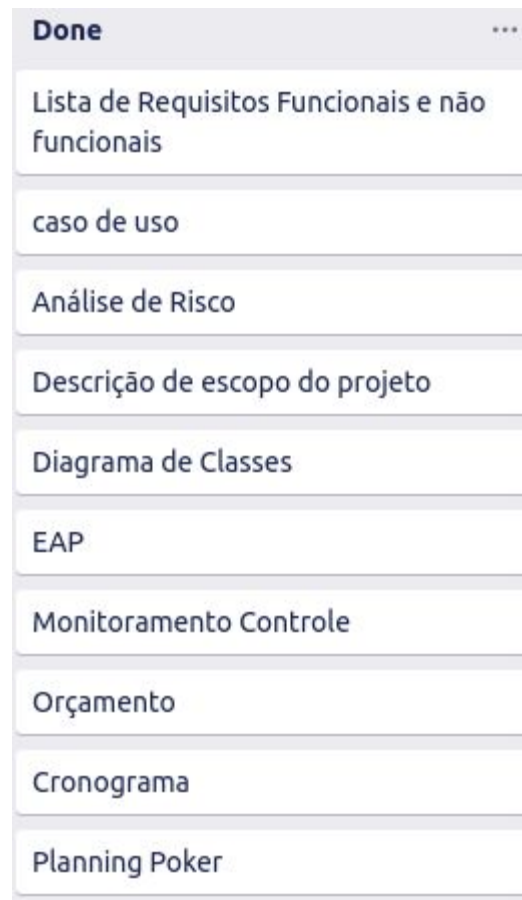 Done
Lista de Requisitos Funcionais e não
funcionais
caso de uso
Análise de Risco
Descrição de escopo do projeto
Diagrama de Classes
EAP
Monitoramento Controle
Orçamento
Cronograma
Planning Poker